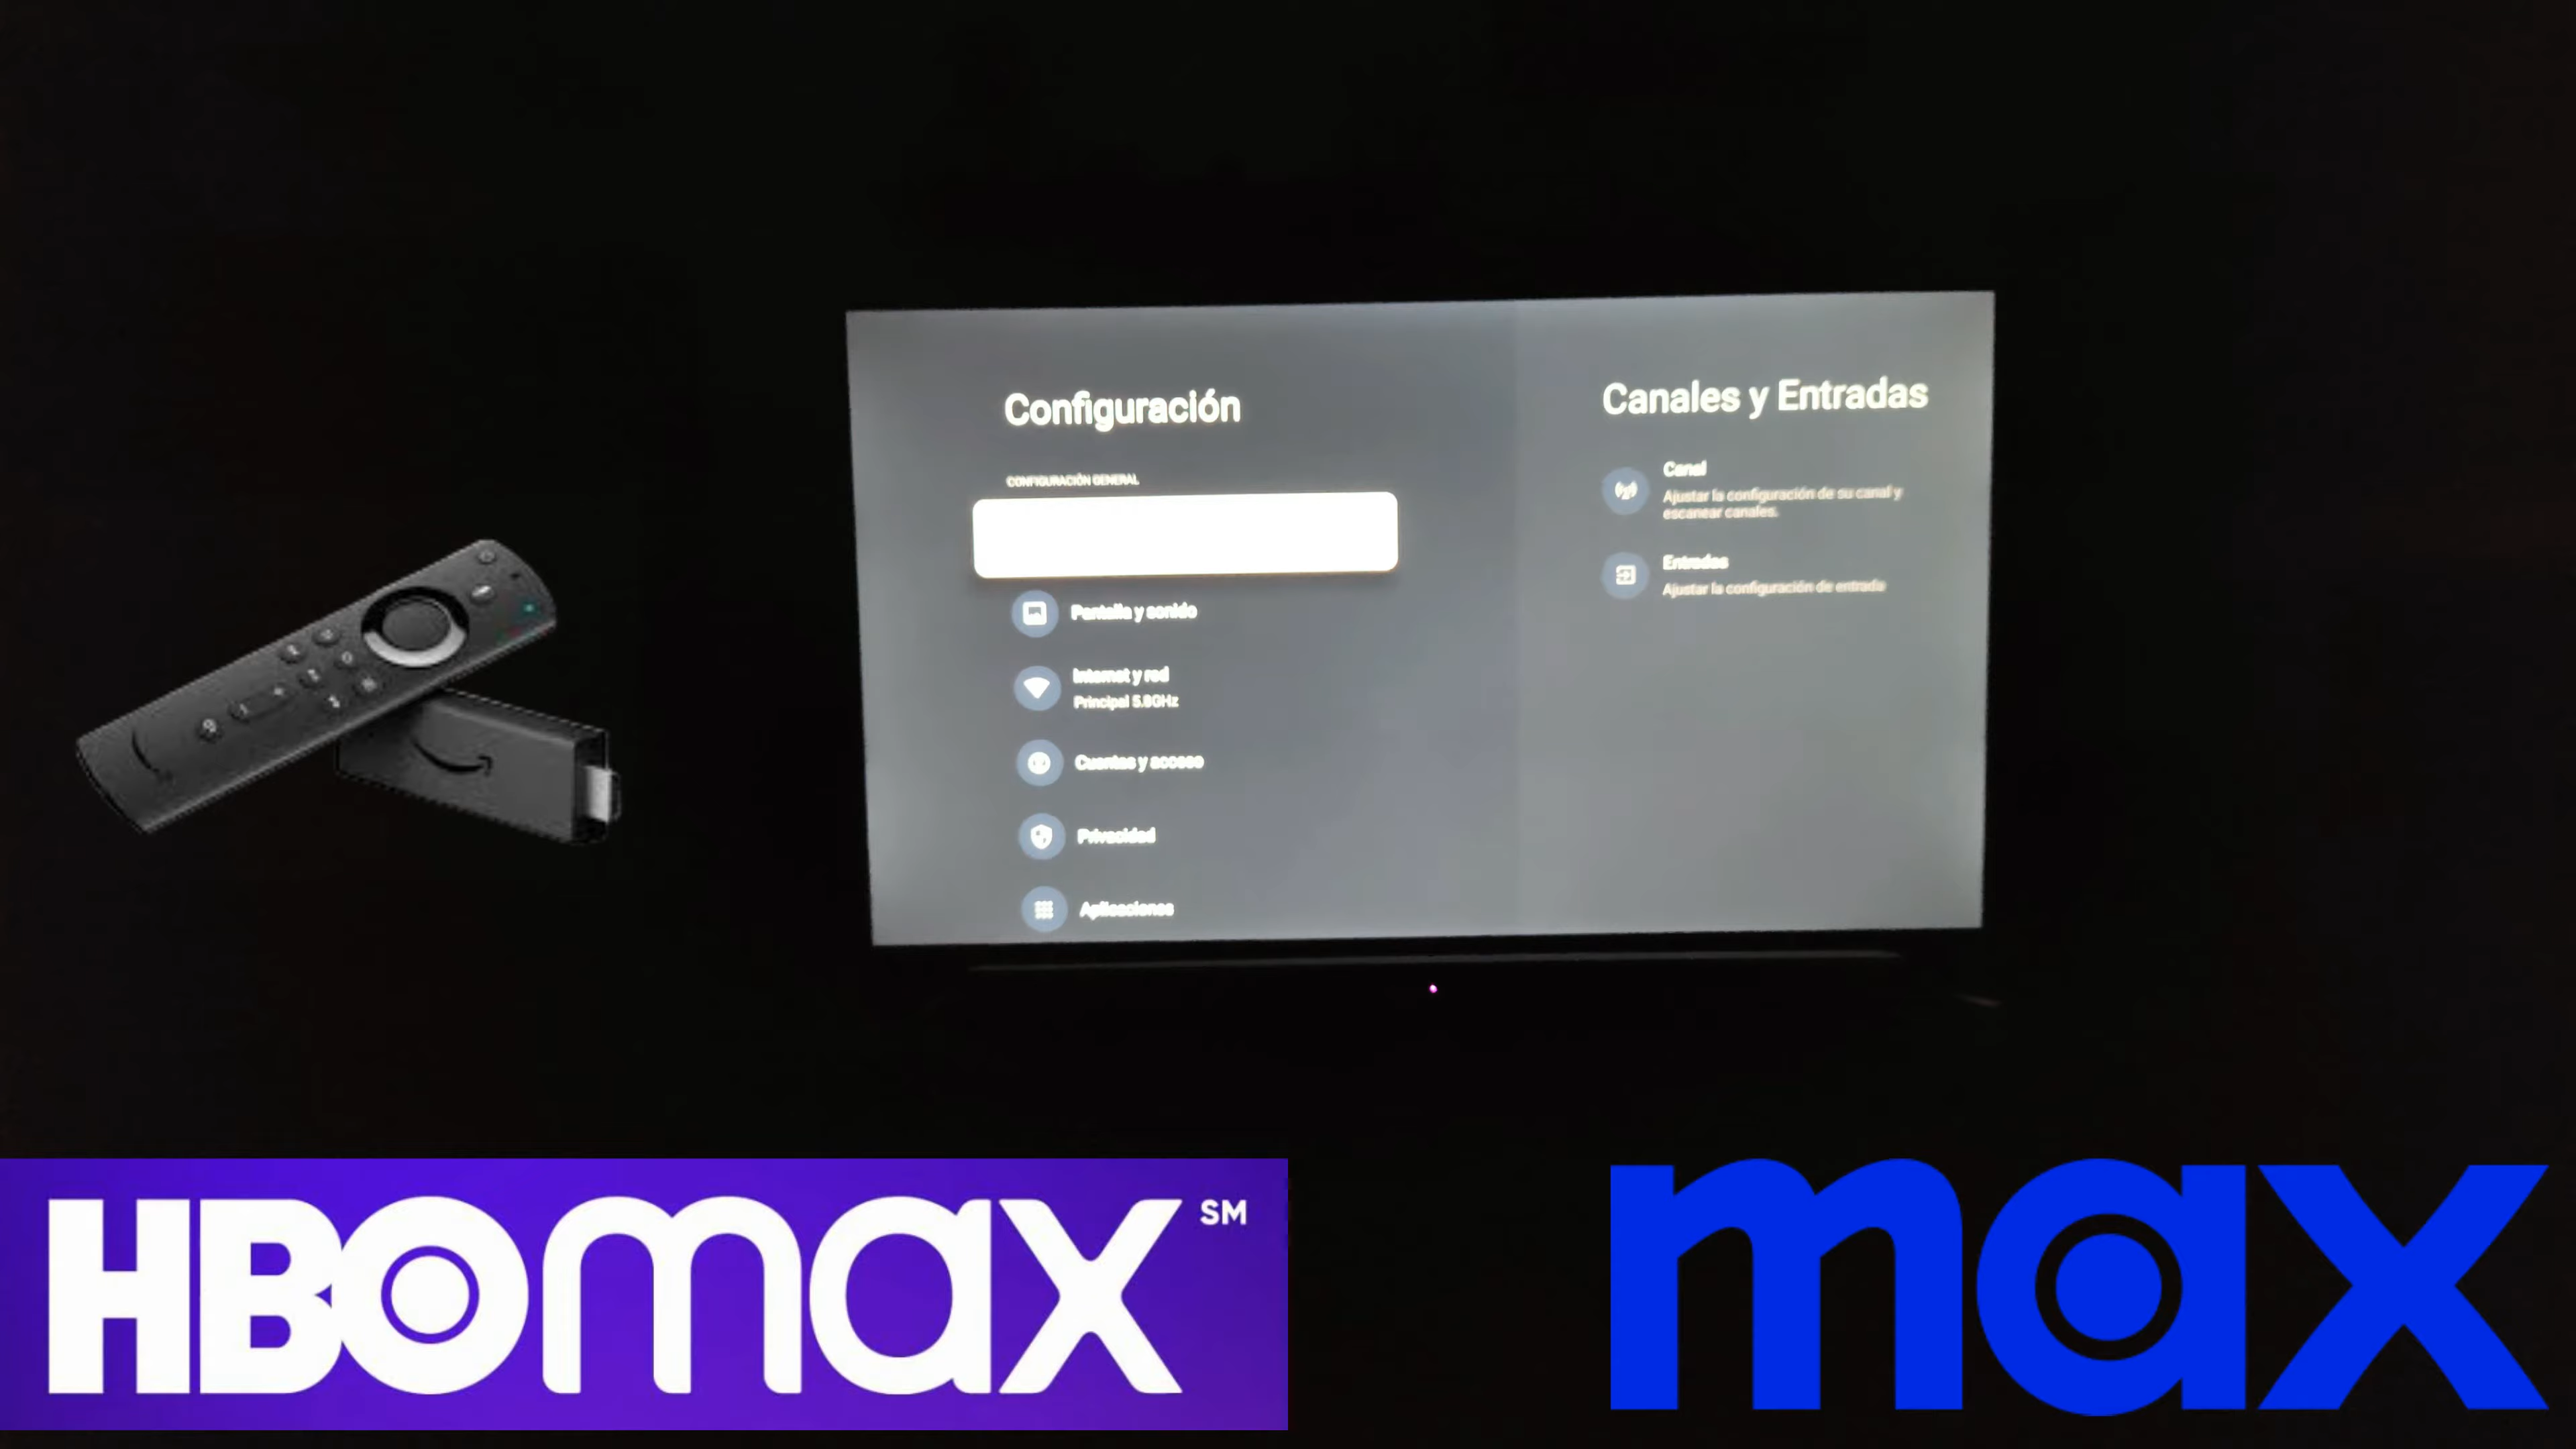 Configuración
CONFIGURACIÓN GENERAL
Pantalla y sonido
Internet y red
Principal 5.8GHz
Cuentas y acceso
Privacidad
Aplicaciones
Canales y Entradas
Canal
Ajustar la configuración de su canal y
escanear canales.
Entradas
Ajustar la configuración de entrada
HBOMAX SM
max